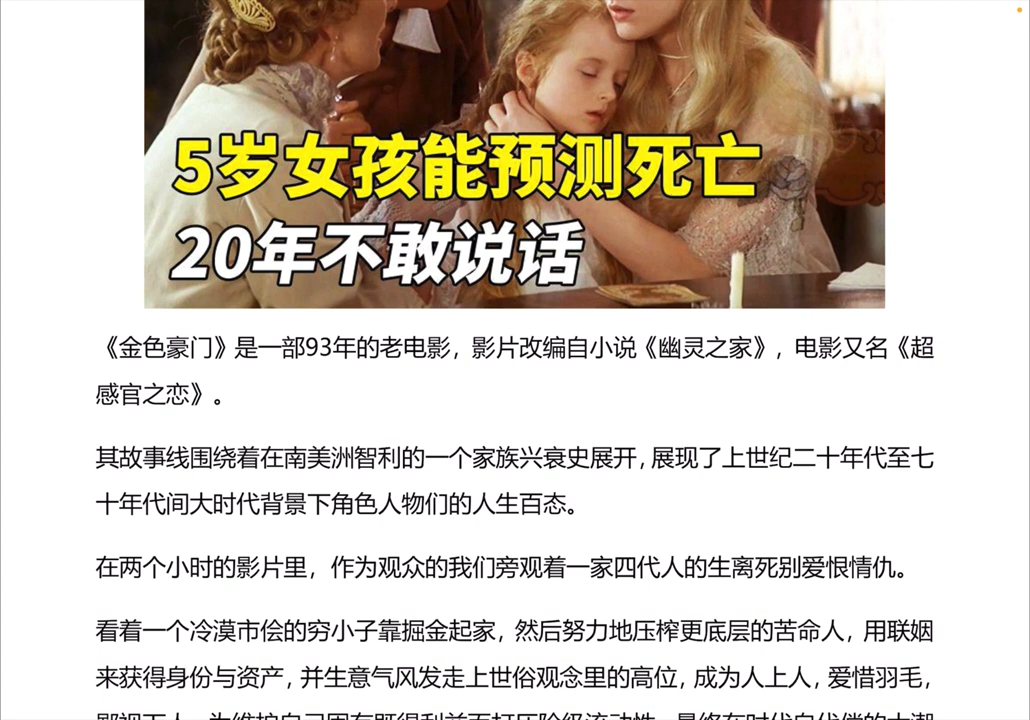 5岁女孩能预测死亡
20年不敢说话
《金色豪门》是一部93年的老电影，影片改编自小说《幽灵之家》，电影又名《超
感官之恋》。
其故事线围绕着在南美洲智利的一个家族兴衰史展开，展现了上世纪二十年代至七
十年代间大时代背景下角色人物们的人生百态。
在两个小时的影片里，作为观众的我们旁观着一家四代人的生离死别爱恨情仇。
看着一个冷漠市侩的穷小子靠掘金起家，然后努力地压榨更底层的苦命人，用联姻
来获得身份与资产，并生意气风发走上世俗观念里的高位，成为人上人，爱惜羽毛，